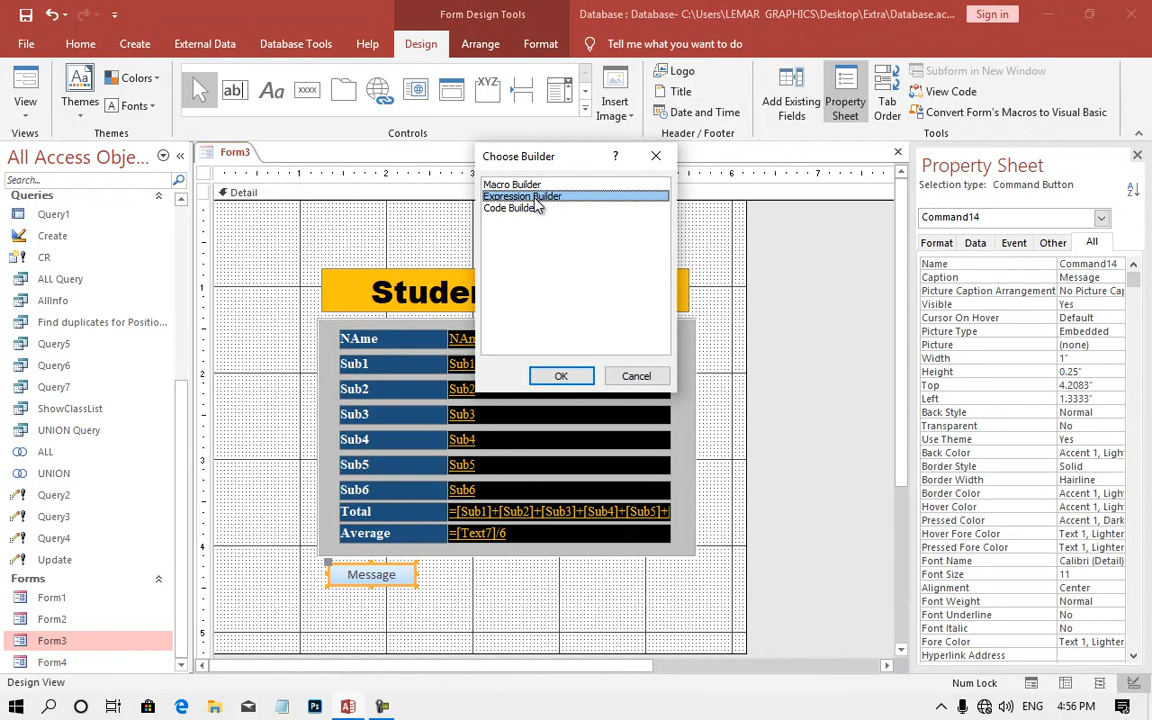 Form Design Tools
Database : Database- C:\Users\LEMAR GRAPHICS\Desktop\Extra\Database.ac...
Sign in
File
Home
Create
External Data
Database Tools
Help
Design
Arrange
Format
Tell me what you want to do
View
Themes
Colors
Fonts
Insert
Image
Logo
Title
Date and Time
Add Existing
Fields
Property
Sheet
Tab
Order
Subform in New Window
View Code
Convert Form's Macros to Visual Basic
Views
Themes
Controls
Header / Footer
Tools
All Access Obje...
Search...
Queries
Query1
Create
CR
ALL Query
AllInfo
Find duplicates for Positio...
Query5
Query6
Query7
ShowClassList
UNION Query
ALL
UNION
Query2
Query3
Query4
Update
Forms
Form1
Form2
Form3
Form4
Form3
Detail
Studen
NAme
NAm
Sub1
Sub1
Sub2
Sub2
Sub3
Sub3
Sub4
Sub4
Sub5
Sub5
Sub6
Sub6
Total
=[Sub1]+[Sub2]+[Sub3]+[Sub4]+[Sub5]+[
Average
=[Text7]/6
Message
Choose Builder
Macro Builder
Expression Builder
Code Builde
OK
Cancel
Property Sheet
Selection type: Command Button
Command14
Format
Data
Event
Other
All
Name Command14
Caption Message
Picture Caption Arrangement No Picture Cap
Visible Yes
Cursor On Hover Default
Picture Type Embedded
Picture (none)
Width 1"
Height 0.25"
Top 4.2083"
Left 1.3333"
Back Style Normal
Transparent No
Use Theme Yes
Back Color Accent 1, Light
Border Style Solid
Border Width Hairline
Border Color Accent 1, Light
Hover Color Accent 1, Light
Pressed Color Accent 1, Darke
Hover Fore Color Text 1, Lighter
Pressed Fore Color Text 1, Lighter
Font Name Calibri (Detail)
Font Size 11
Alignment Center
Font Weight Normal
Font Underline No
Font Italic No
Fore Color Text 1, Lighter
Hyperlink Address
Design View
Num Lock
ENG
4:56 PM